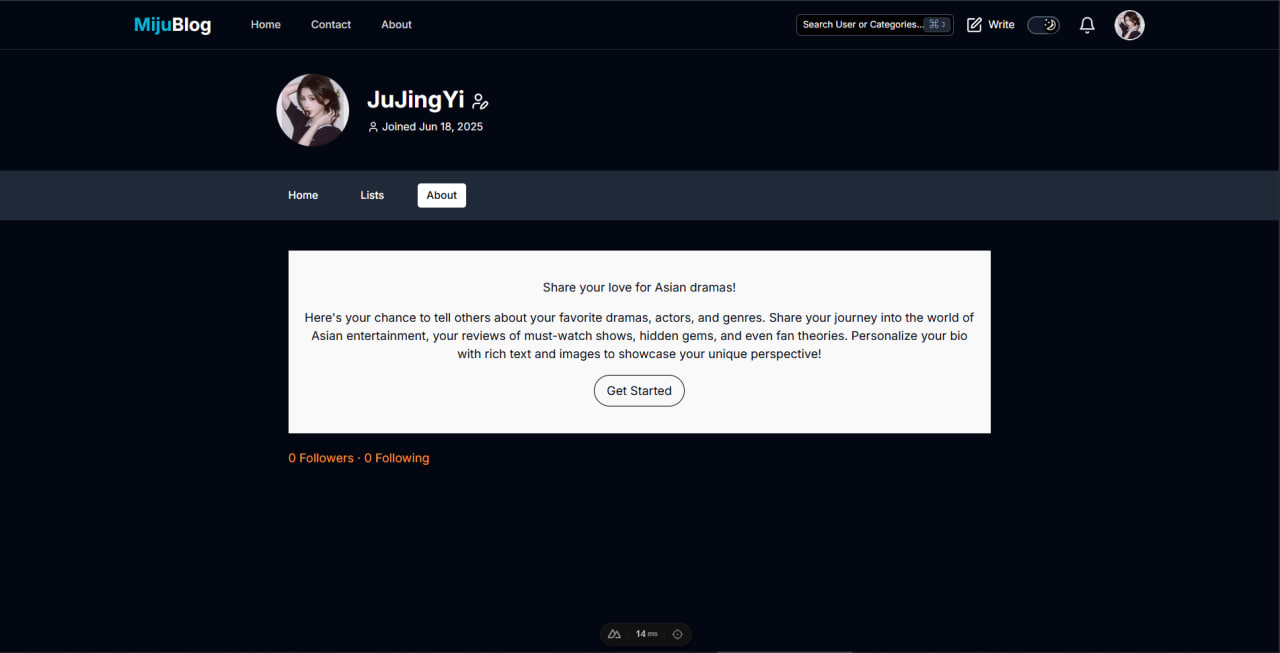 MijuBlog
Home Contact About
Search User or Categories... ⌘ J
Write
JuJingYi
Joined Jun 18, 2025
Home Lists About
Share your love for Asian dramas!
Here's your chance to tell others about your favorite dramas, actors, and genres. Share your journey into the world of
Asian entertainment, your reviews of must-watch shows, hidden gems, and even fan theories. Personalize your bio
with rich text and images to showcase your unique perspective!
Get Started
0 Followers · 0 Following
14 ms